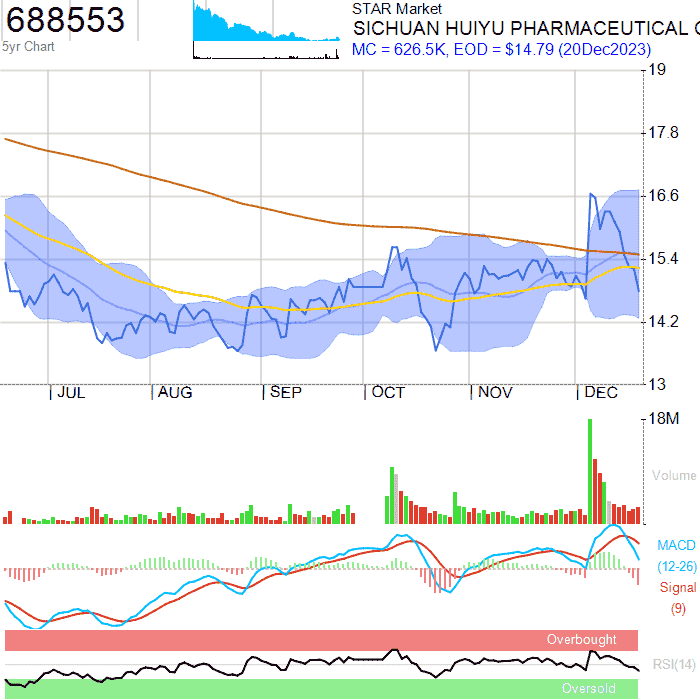 688553
5yr Chart
STAR Market
SICHUAN HUIYU PHARMACEUTICAL C
MC = 626.5K, EOD = $14.79 (20Dec2023)
19
17.8
16.6
15.4
14.2
13
JUL
AUG
SEP
OCT
NOV
DEC
18M
Volume
MACD
(12-26)
Signal
(9)
Overbought
RSI(14)
Oversold